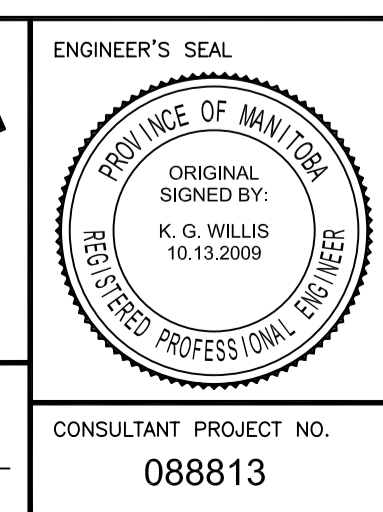 ENGINEER'S SEAL
PROVINCE OF MANITOBA
ORIGINAL
SIGNED BY:
K. G. WILLIS
10.13.2009
REGISTERED PROFESSIONAL ENGINEER
CONSULTANT PROJECT NO.
088813